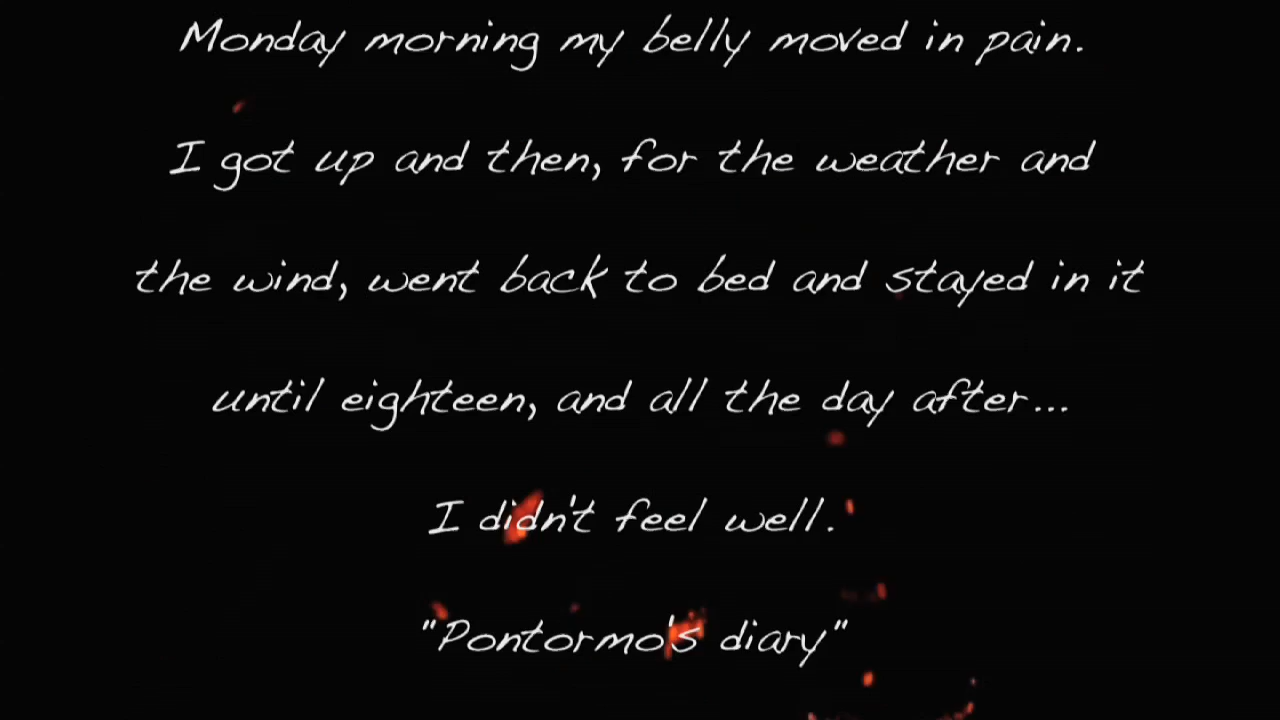 Monday morning my belly moved in pain.
I got up and then, for the weather and
the wind, went back to bed and stayed in it
until eighteen, and all the day after...
I didn't feel well.
"Pontormo's diary"